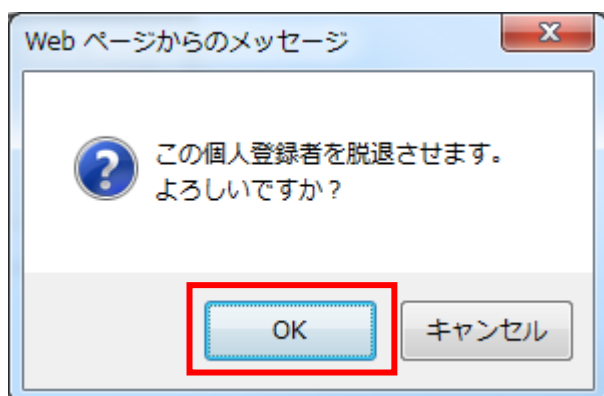 Web ページからのメッセージ
この個人登録者を脱退させます。
よろしいですか？
OK
キャンセル